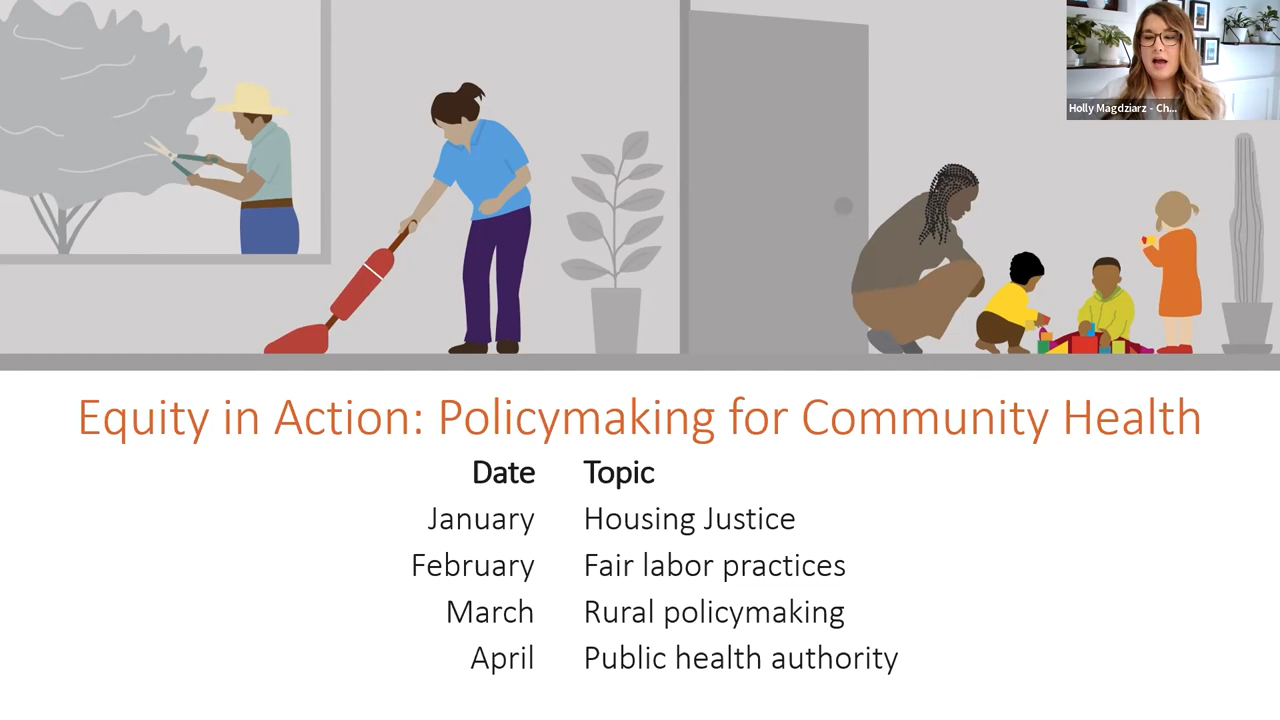 Holly Magdziarz - Ch...
Equity in Action: Policymaking for Community Health
Date Topic
January Housing Justice
February Fair labor practices
March Rural policymaking
April Public health authority